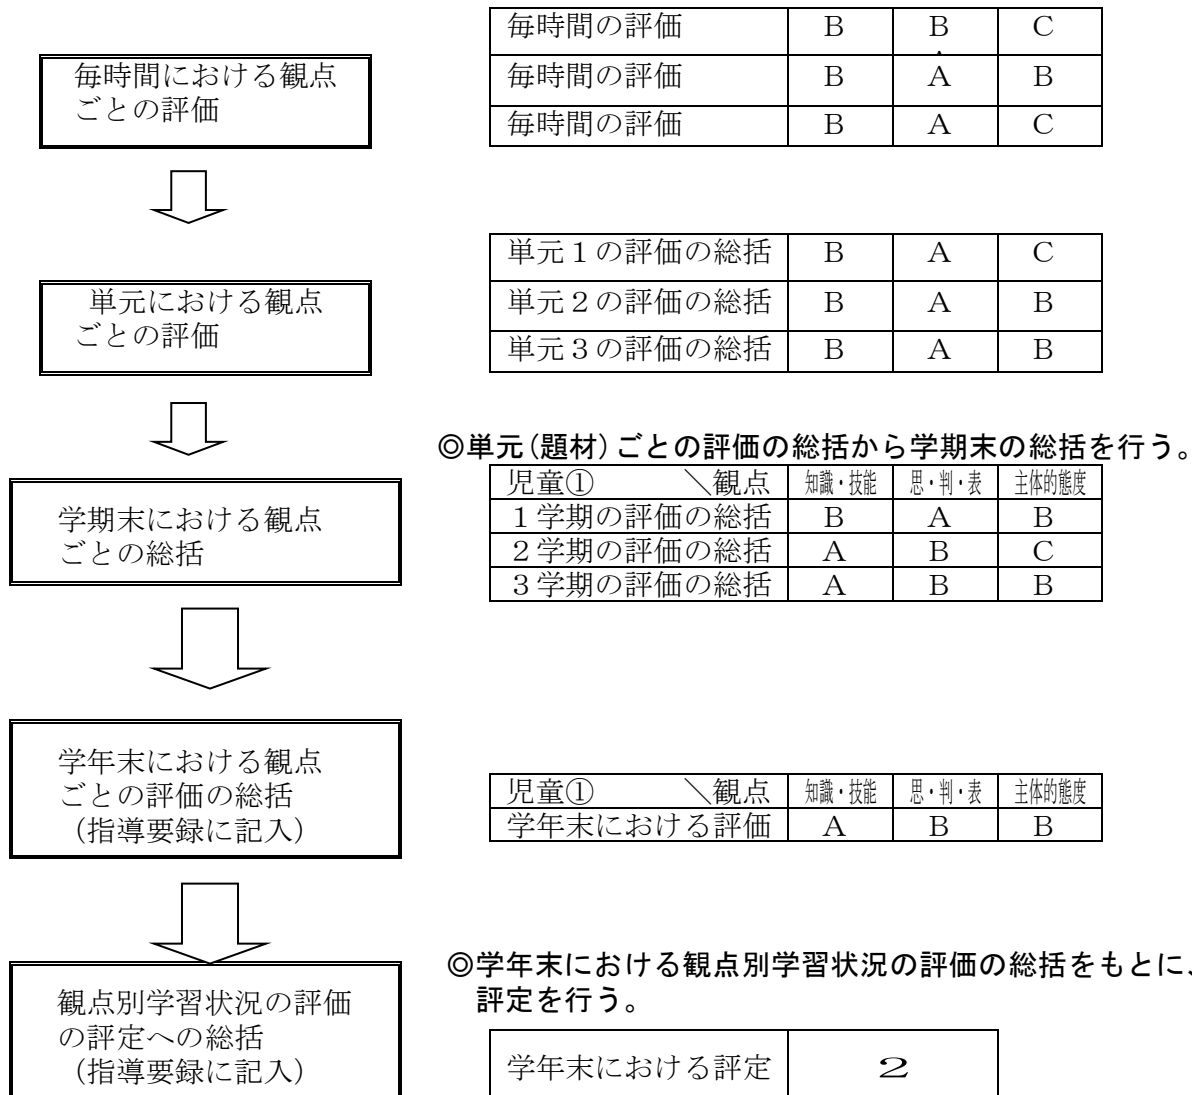 毎時間の評価 B B C
毎時間における観点
ごとの評価
毎時間の評価 B A B
毎時間の評価 B A C
単元における観点
ごとの評価
単元1の評価の総括 B A C
単元2の評価の総括 B A B
単元3の評価の総括 B A B
◎単元(題材)ごとの評価の総括から学期末の総括を行う。
学期末における観点
ごとの総括
児童① \観点 知識・技能 思・判・表 主体的態度
1学期の評価の総括 B A B
2学期の評価の総括 A B C
3学期の評価の総括 A B B
学年末における観点
ごとの評価の総括
(指導要録に記入)
児童① \観点 知識・技能 思・判・表 主体的態度
学年末における評価 A B B
観点別学習状況の評価
の評定への総括
(指導要録に記入)
◎学年末における観点別学習状況の評価の総括をもとに、
評定を行う。
学年末における評定 2